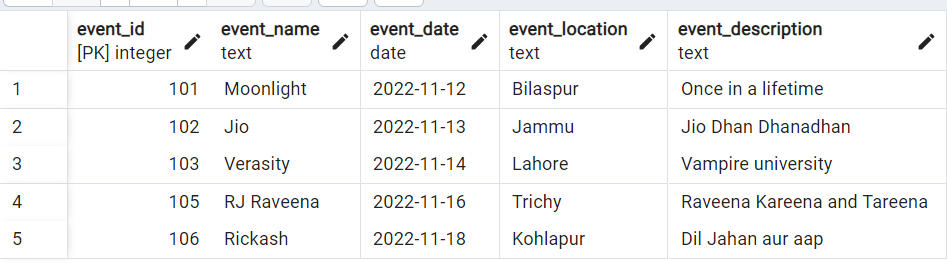 event_id event_name event_date event_location event_description
[PK] integer text date text text
1 101 Moonlight 2022-11-12 Bilaspur Once in a lifetime
2 102 Jio 2022-11-13 Jammu Jio Dhan Dhanadhan
3 103 Verasity 2022-11-14 Lahore Vampire university
4 105 RJ Raveena 2022-11-16 Trichy Raveena Kareena and Tareena
5 106 Rickash 2022-11-18 Kohlapur Dil Jahan aur aap